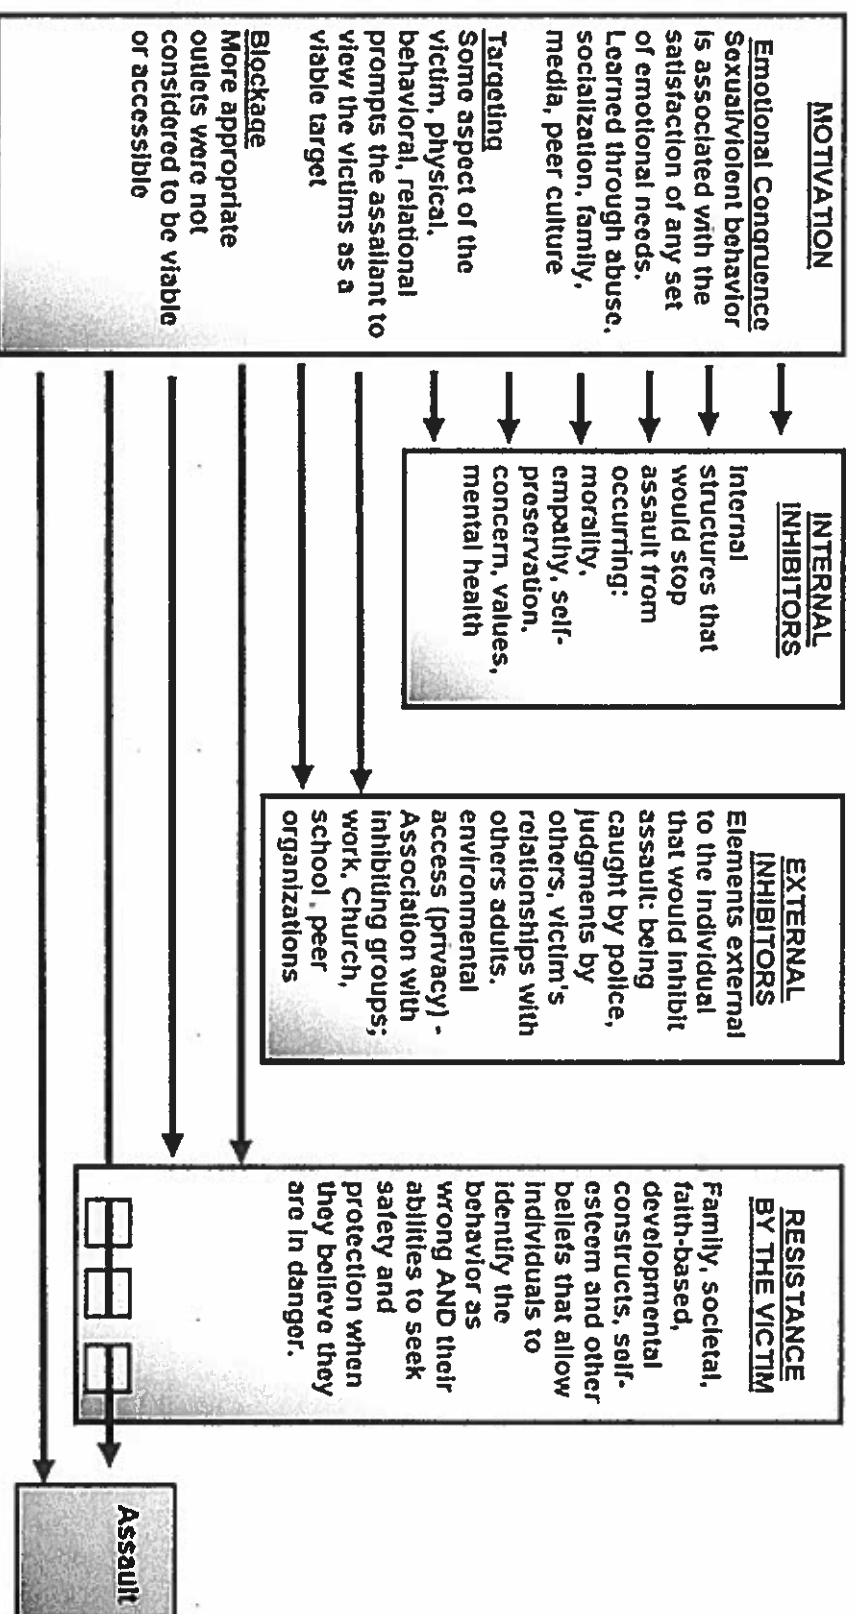 MOTIVATION
Emotional Congruence
Sexual/violent behavior
is associated with the
satisfaction of any set
of emotional needs.
Learned through abuse,
socialization, family,
media, peer culture
Targeting
Some aspect of the
victim, physical,
behavioral, relational
prompts the assailant to
view the victims as a
viable target
Blockage
More appropriate
outlets were not
considered to be viable
or accessible
INTERNAL
INHIBITORS
Internal
structures that
would stop
assault from
occurring:
morality,
empathy, self-
preservation,
concern, values,
mental health
EXTERNAL
INHIBITORS
Elements external
to the individual
that would inhibit
assault: being
caught by police,
judgments by
others, victim's
relationships with
others adults.
environmental
access (privacy) -
Association with
inhibiting groups;
work, Church,
school, peer
organizations
RESISTANCE
BY THE VICTIM
Family, societal,
faith-based,
developmental
constructs, self-
esteem and other
beliefs that allow
individuals to
identify the
behavior as
wrong AND their
abilities to seek
safety and
protection when
they believe they
are in danger.
Assault